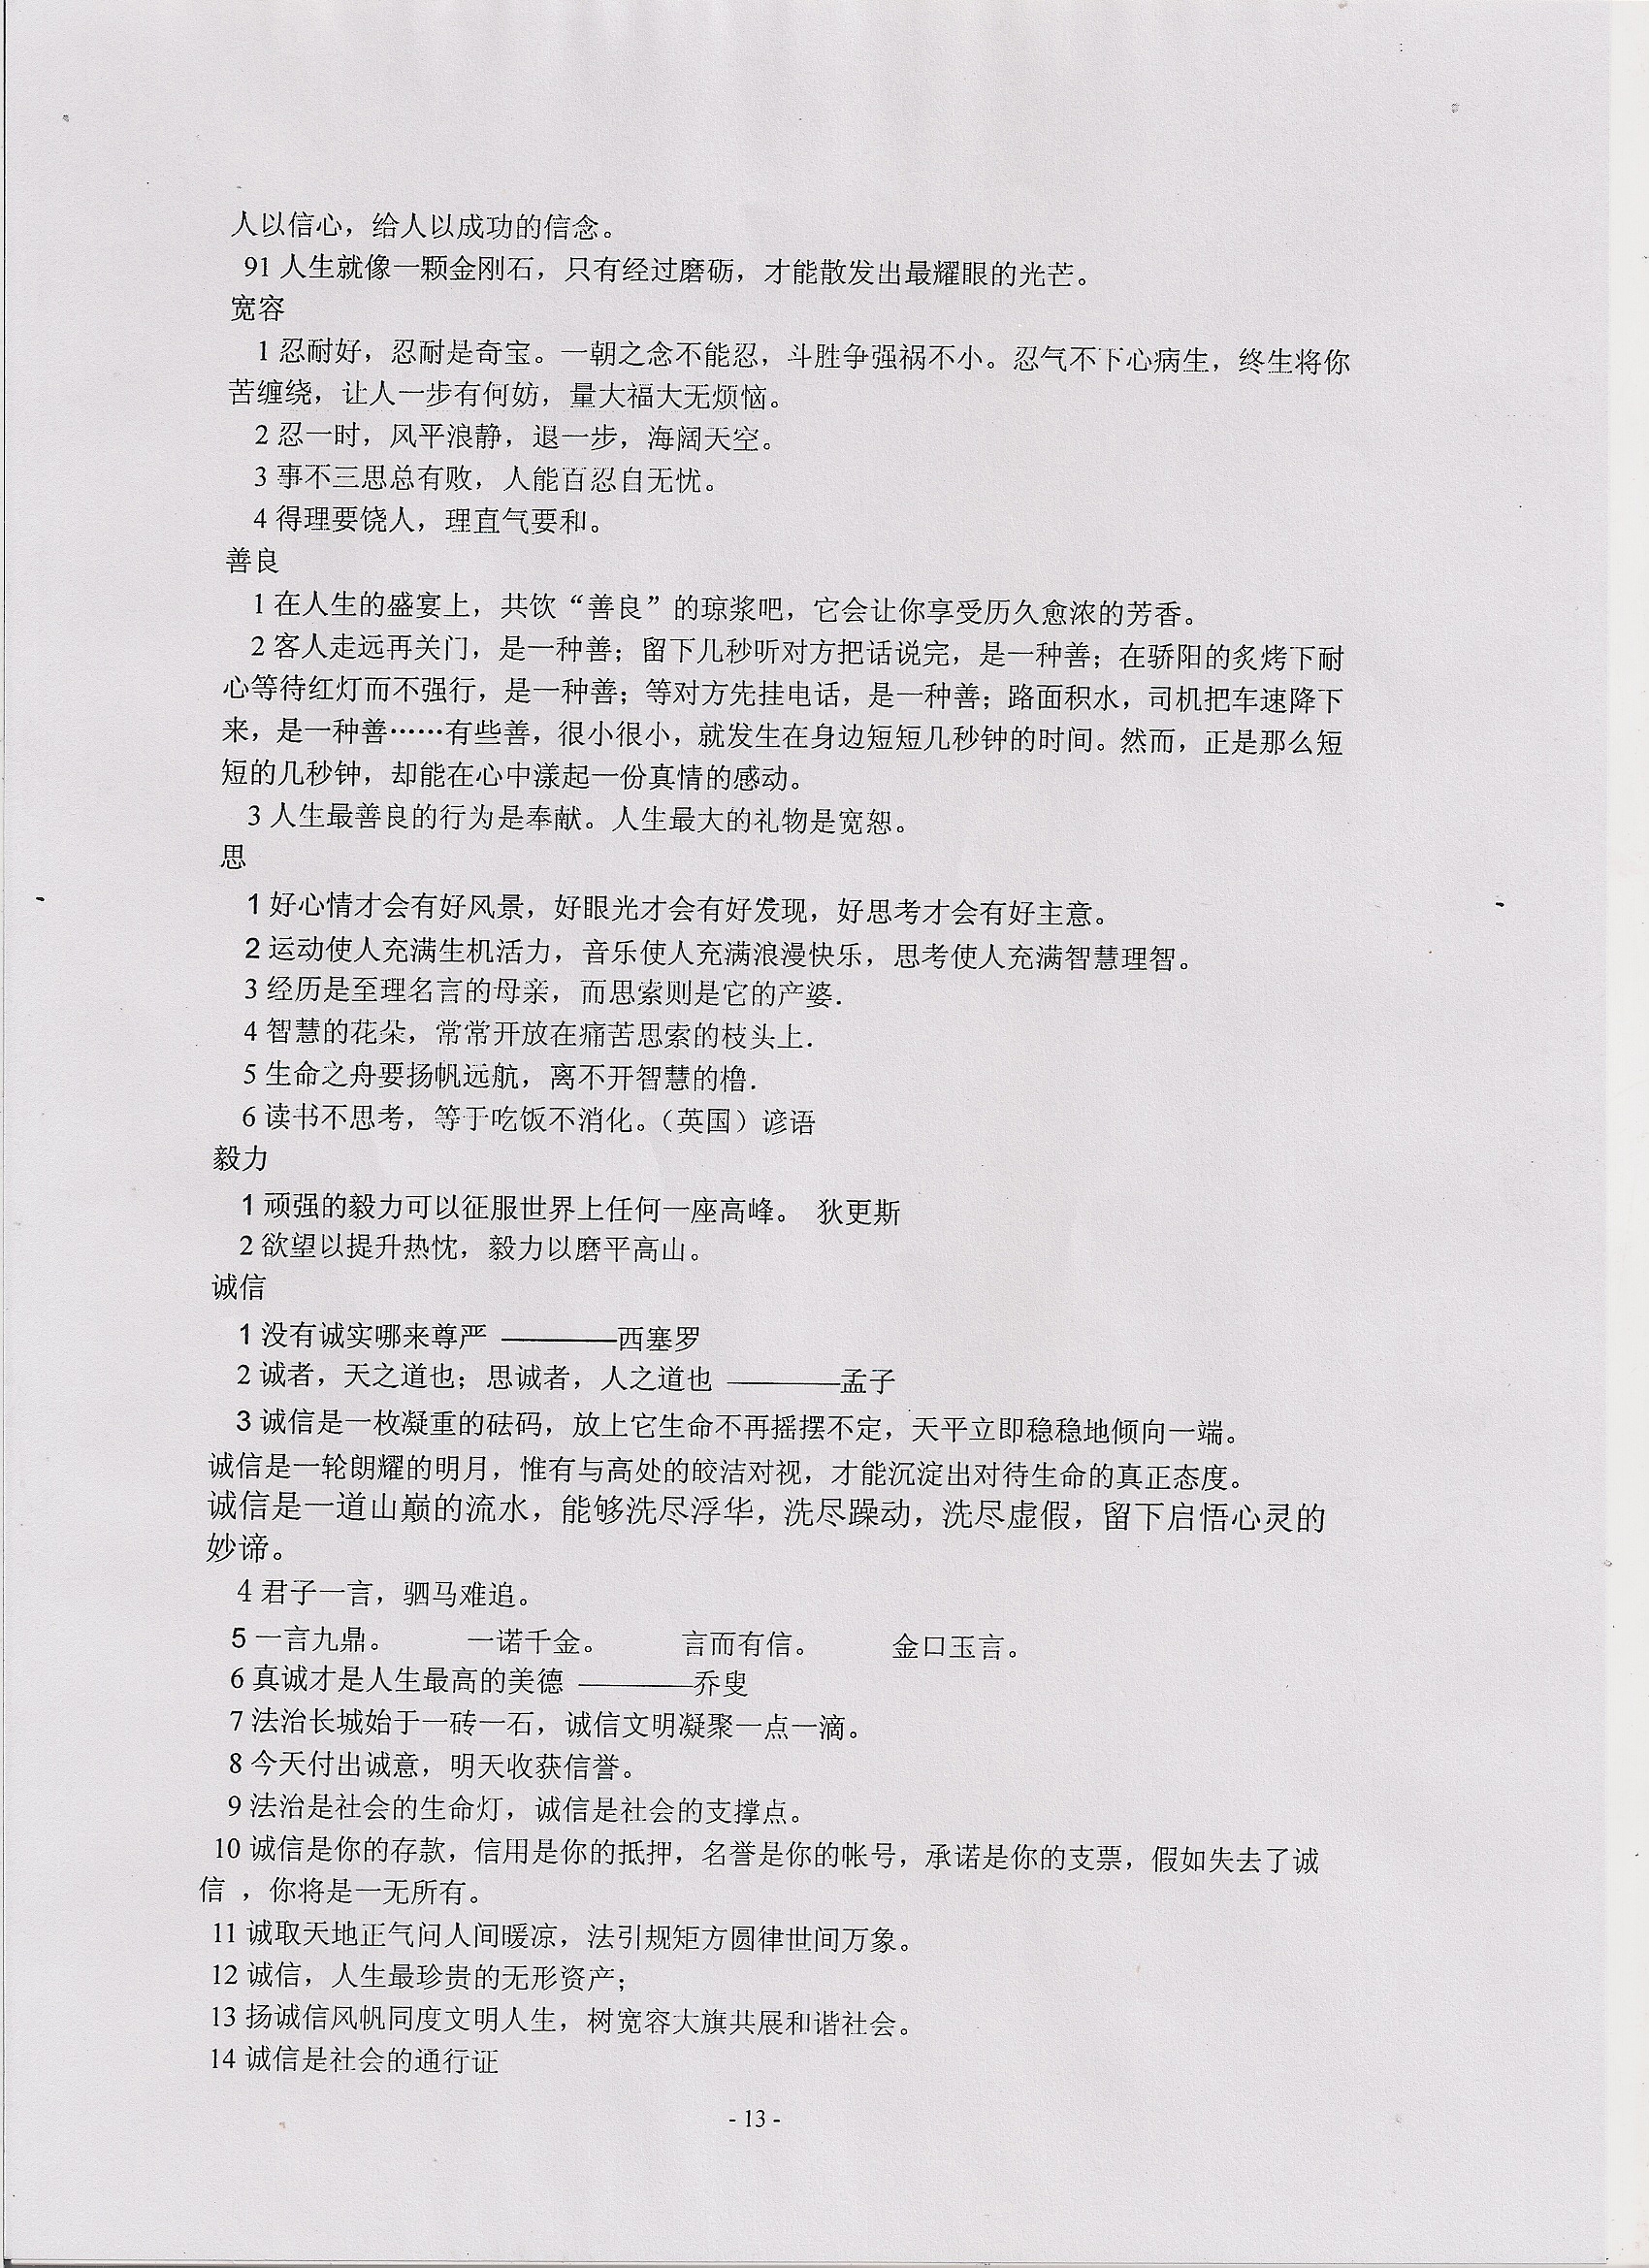 人以信心，给人以成功的信念。
91 人生就像一颗金刚石，只有经过磨砺，才能散发出最耀眼的光芒。
宽容
1 忍耐好，忍耐是奇宝。一朝之念不能忍，斗胜争强祸不小。忍气不下心病生，终生将你
苦缠绕，让人一步有何妨，量大福大无烦恼。
2 忍一时，风平浪静，退一步，海阔天空。
3 事不三思总有败，人能百忍自无忧。
4 得理要饶人，理直气要和。
善良
1 在人生的盛宴上，共饮“善良”的琼浆吧，它会让你享受历久愈浓的芳香。
2 客人走远再关门，是一种善；留下几秒听对方把话说完，是一种善；在骄阳的炙烤下耐
心等待红灯而不强行，是一种善；等对方先挂电话，是一种善；路面积水，司机把车速降下
来，是一种善……有些善，很小很小，就发生在身边短短几秒钟的时间。然而，正是那么短
短的几秒钟，却能在心中漾起一份真情的感动。
3 人生最善良的行为是奉献。人生最大的礼物是宽恕。
思
1 好心情才会有好风景，好眼光才会有好发现，好思考才会有好主意。
2 运动使人充满生机活力，音乐使人充满浪漫快乐，思考使人充满智慧理智。
3 经历是至理名言的母亲，而思索则是它的产婆.
4 智慧的花朵，常常开放在痛苦思索的枝头上.
5 生命之舟要扬帆远航，离不开智慧的橹.
6 读书不思考，等于吃饭不消化。（英国）谚语
毅力
1 顽强的毅力可以征服世界上任何一座高峰。 狄更斯
2 欲望以提升热忱，毅力以磨平高山。
诚信
1 没有诚实哪来尊严 ————西塞罗
2 诚者，天之道也；思诚者，人之道也 ————孟子
3 诚信是一枚凝重的砝码，放上它生命不再摇摆不定，天平立即稳稳地倾向一端。
诚信是一轮朗耀的明月，惟有与高处的皎洁对视，才能沉淀出对待生命的真正态度。
诚信是一道山巅的流水，能够洗尽浮华，洗尽躁动，洗尽虚假，留下启悟心灵的
妙谛。
4 君子一言，驷马难追。
5 一言九鼎。 一诺千金。 言而有信。 金口玉言。
6 真诚才是人生最高的美德 ————乔叟
7 法治长城始于一砖一石，诚信文明凝聚一点一滴。
8 今天付出诚意，明天收获信誉。
9 法治是社会的生命灯，诚信是社会的支撑点。
10 诚信是你的存款，信用是你的抵押，名誉是你的帐号，承诺是你的支票，假如失去了诚
信 ，你将是一无所有。
11 诚取天地正气问人间暖凉，法引规矩方圆律世间万象。
12 诚信，人生最珍贵的无形资产；
13 扬诚信风帆同度文明人生，树宽容大旗共展和谐社会。
14 诚信是社会的通行证
- 13 -